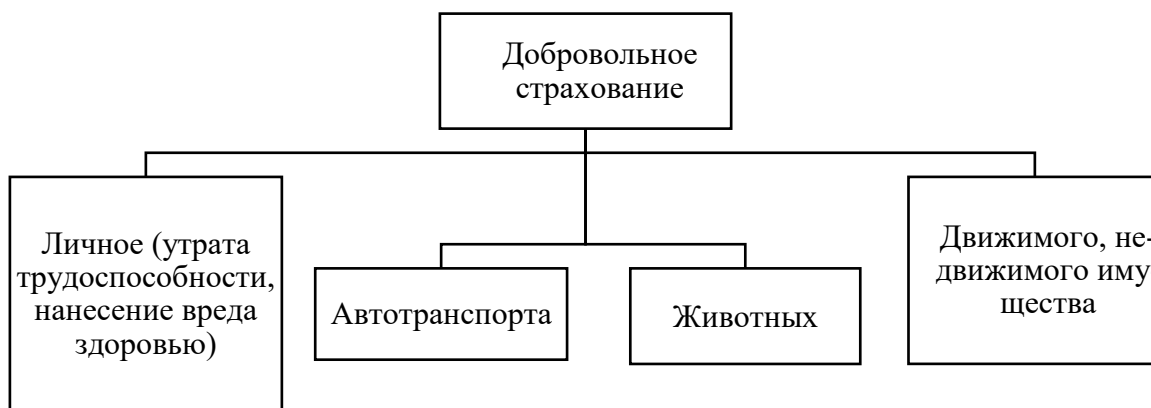 Добровольное
страхование
Личное (утрата
трудоспособности,
нанесение вреда
здоровью)
Автотранспорта
Животных
Движимого, не-
движимого иму-
щества